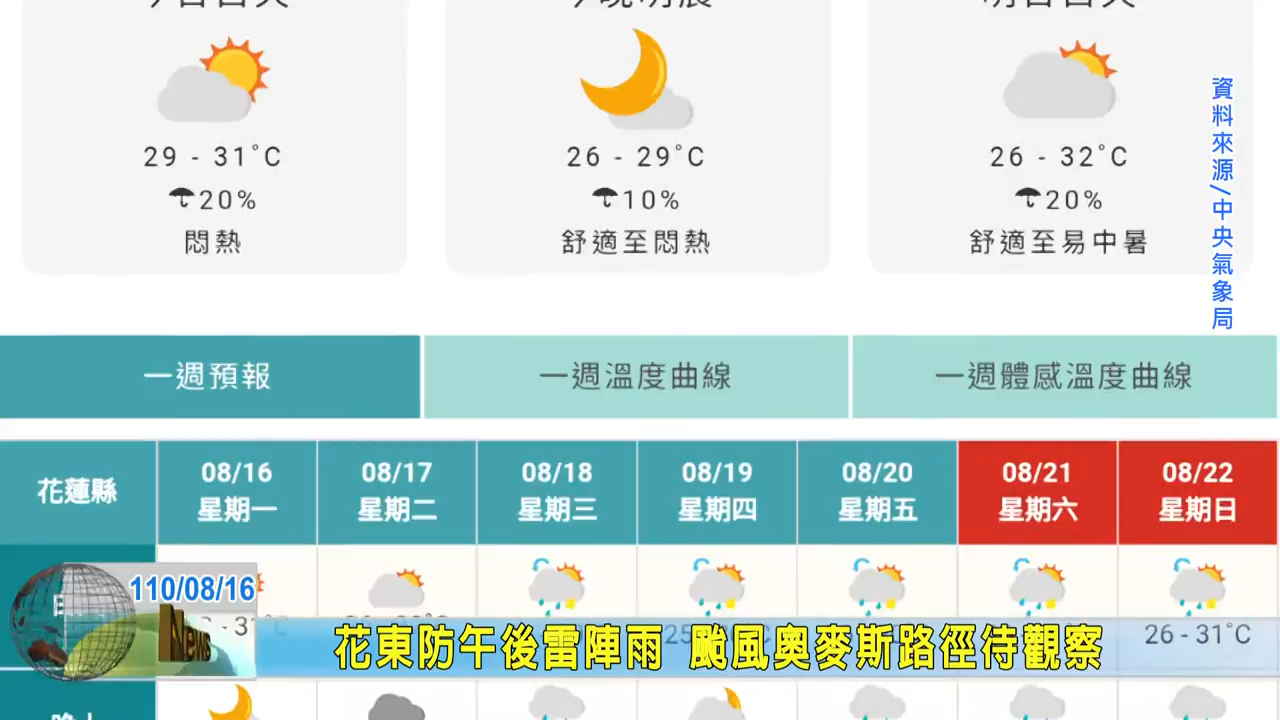 29 - 31°C
20%
悶熱
26 - 29°C
10%
舒適至悶熱
26 - 32°C
20%
舒適至易中暑
資料來源/中央氣象局
一週預報
一週溫度曲線
一週體感溫度曲線
花蓮縣
08/16
星期一
08/17
星期二
08/18
星期三
08/19
星期四
08/20
星期五
08/21
星期六
08/22
星期日
26 - 31°C
110/08/16
News
花東防午後雷陣雨 颱風奧麥斯路徑待觀察